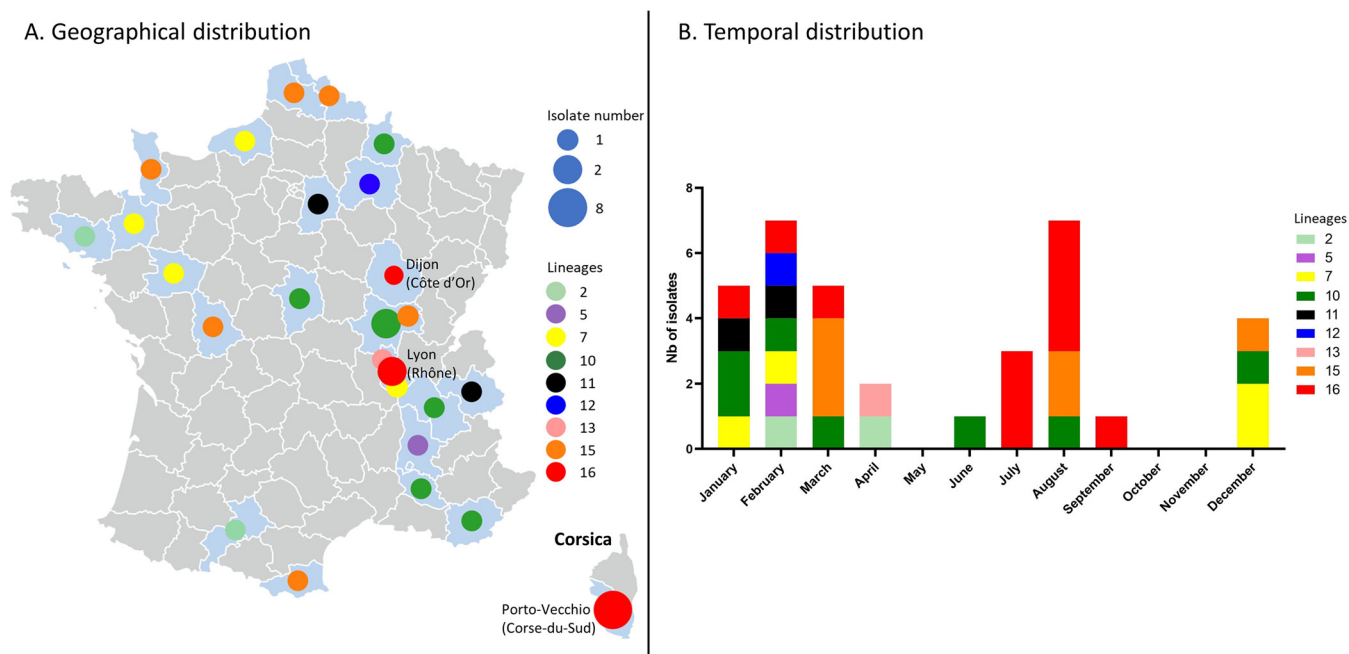 A. Geographical distribution
Isolate number
1
2
8
Lineages
2
5
7
10
11
12
13
15
16
Dijon
(Côte d'Or)
Lyon
(Rhône)
Corsica
Porto-Vecchio
(Corse-du-Sud)
B. Temporal distribution
Nb of isolates
8
6
4
2
0
January
February
March
April
May
June
July
August
September
October
November
December
Lineages
2
5
7
10
11
12
13
15
16